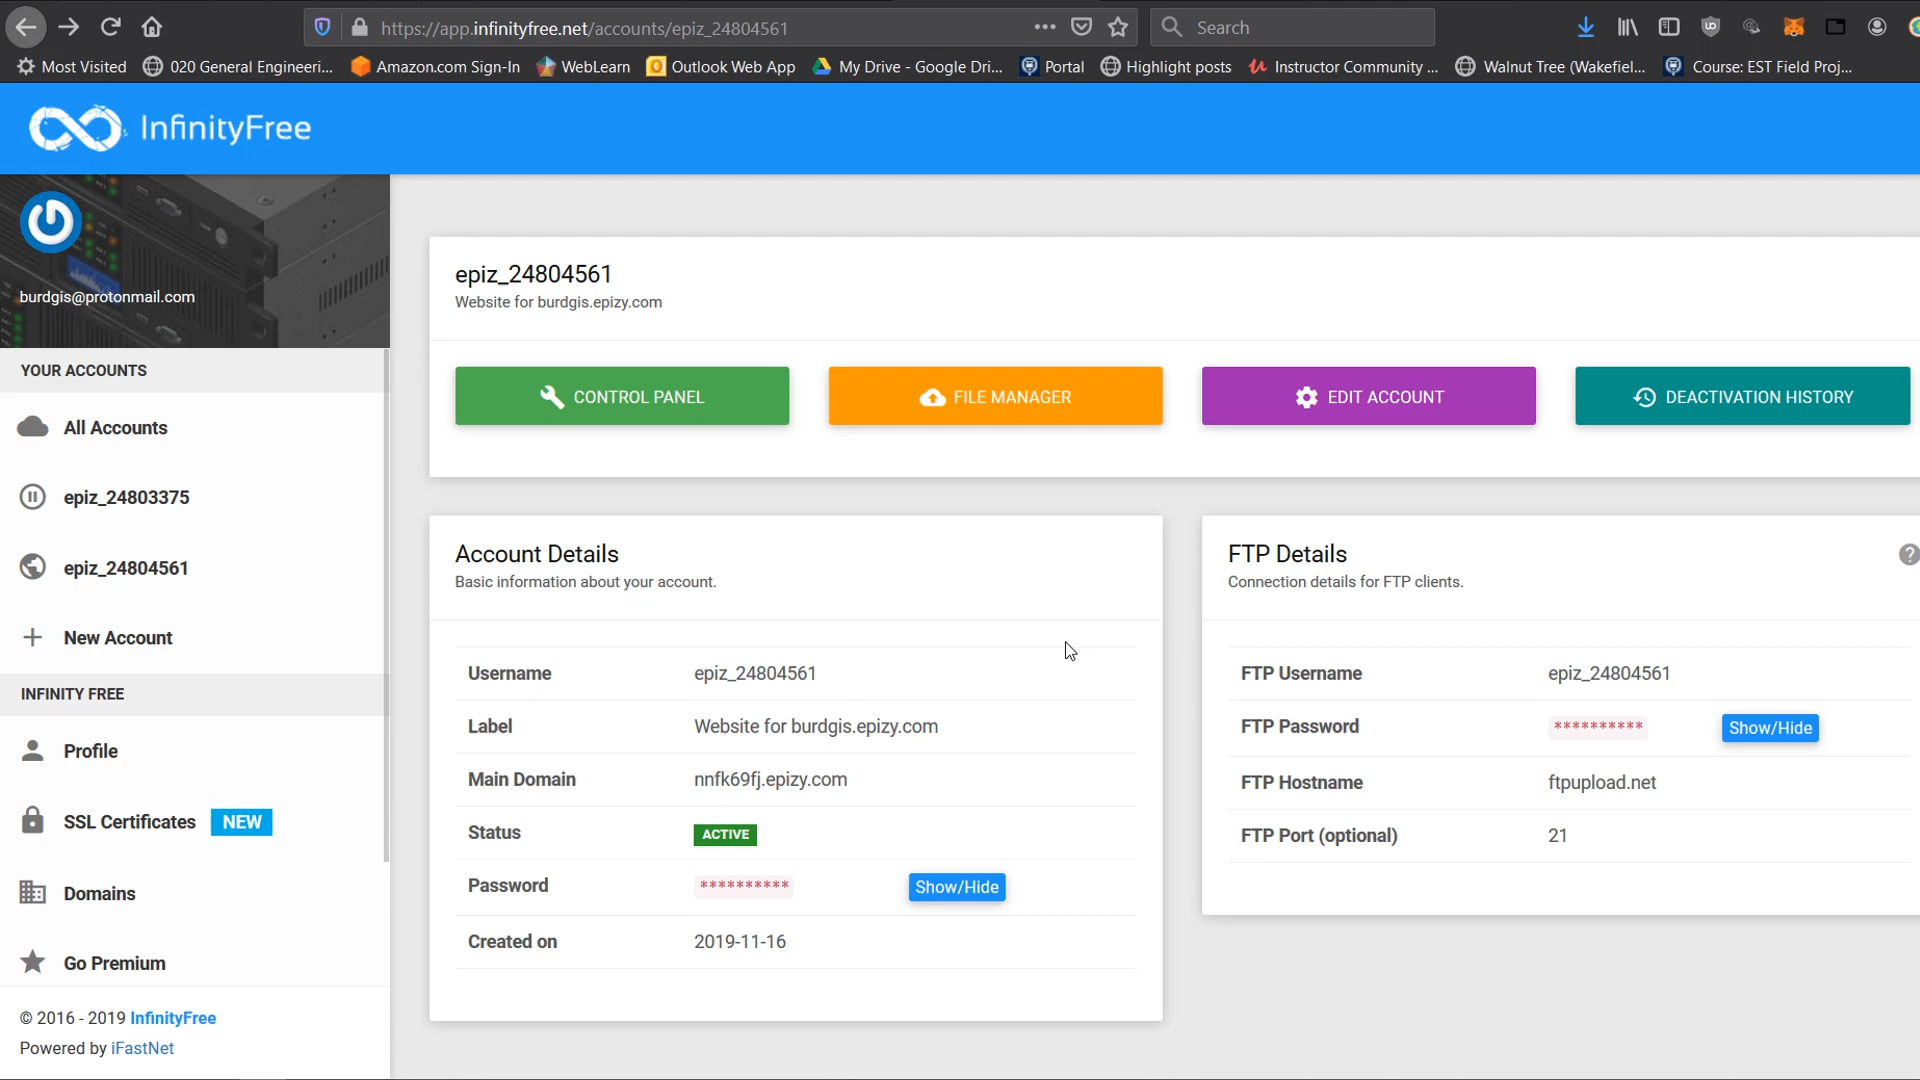 https://app.infinityfree.net/accounts/epiz_24804561
Search
Most Visited
020 General Engineeri...
Amazon.com Sign-In
WebLearn
Outlook Web App
My Drive - Google Dri...
Portal
Highlight posts
Instructor Community ...
Walnut Tree (Wakefiel...
Course: EST Field Proj...
InfinityFree
burdgis@protonmail.com
YOUR ACCOUNTS
All Accounts
epiz_24803375
epiz_24804561
New Account
INFINITY FREE
Profile
SSL Certificates NEW
Domains
Go Premium
© 2016 - 2019 InfinityFree
Powered by iFastNet
epiz_24804561
Website for burdgis.epizy.com
CONTROL PANEL
FILE MANAGER
EDIT ACCOUNT
DEACTIVATION HISTORY
Account Details
Basic information about your account.
Username epiz_24804561
Label Website for burdgis.epizy.com
Main Domain nnfk69fj.epizy.com
Status ACTIVE
Password ********** Show/Hide
Created on 2019-11-16
FTP Details
Connection details for FTP clients.
FTP Username epiz_24804561
FTP Password ********** Show/Hide
FTP Hostname ftpupload.net
FTP Port (optional) 21